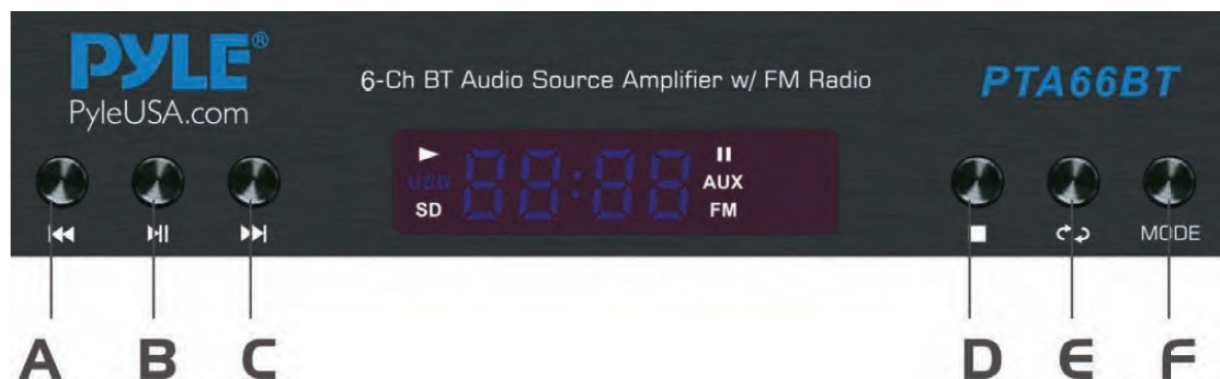 PYLE®
PyleUSA.com
6-Ch BT Audio Source Amplifier w/ FM Radio
PTA66BT
USB 88:88 AUX
SD FM
MODE
A B C D E F